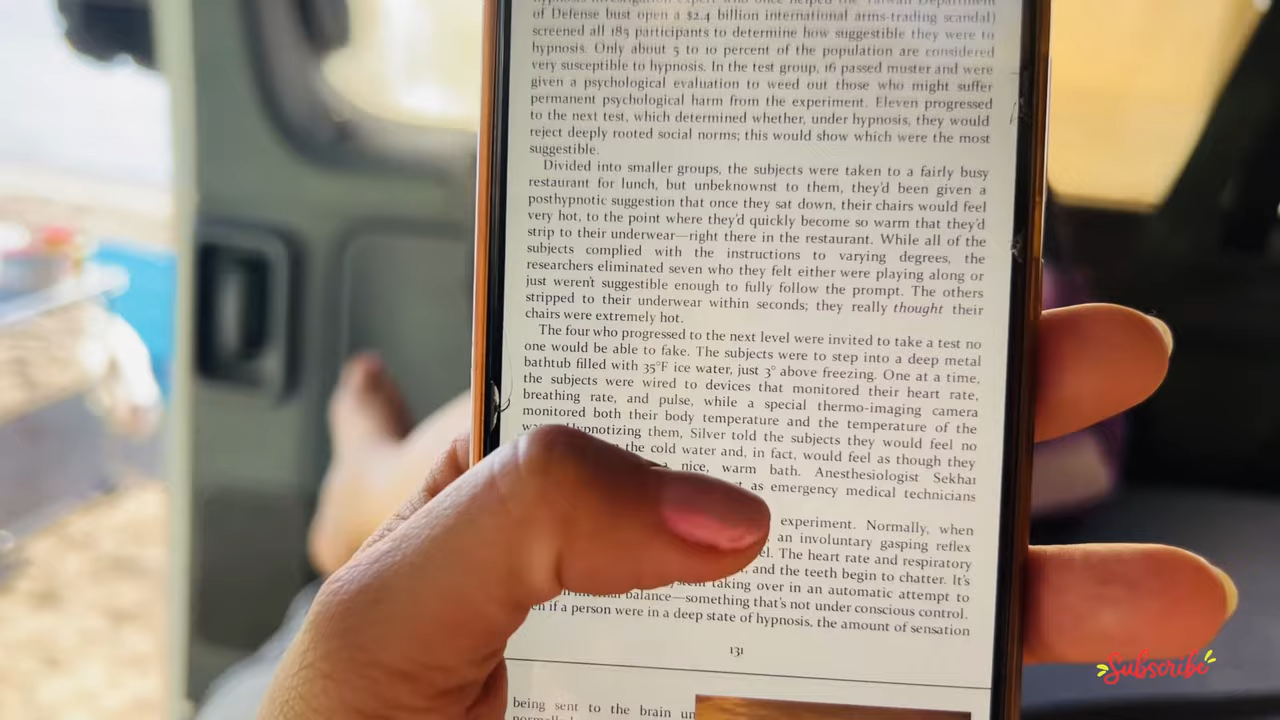 of Defense bust open a $2.4 billion international arms-trading scandal)
screened all 185 participants to determine how suggestible they were to
hypnosis. Only about 5 to 10 percent of the population are considered
very susceptible to hypnosis. In the test group, 16 passed muster and were
given a psychological evaluation to weed out those who might suffer
permanent psychological harm from the experiment. Eleven progressed
to the next test, which determined whether, under hypnosis, they would
reject deeply rooted social norms; this would show which were the most
suggestible.
Divided into smaller groups, the subjects were taken to a fairly busy
restaurant for lunch, but unbeknownst to them, they'd been given a
posthypnotic suggestion that once they sat down, their chairs would feel
very hot, to the point where they'd quickly become so warm that they'd
strip to their underwear—right there in the restaurant. While all of the
subjects complied with the instructions to varying degrees, the
researchers eliminated seven who they felt either were playing along or
just weren't suggestible enough to fully follow the prompt. The others
stripped to their underwear within seconds; they really thought their
chairs were extremely hot.
The four who progressed to the next level were invited to take a test no
one would be able to fake. The subjects were to step into a deep metal
bathtub filled with 35°F ice water, just 3° above freezing. One at a time,
the subjects were wired to devices that monitored their heart rate,
breathing rate, and pulse, while a special thermo-imaging camera
monitored both their body temperature and the temperature of the
Hypnotizing them, Silver told the subjects they would feel no
the cold water and, in fact, would feel as though they
nice, warm bath. Anesthesiologist Sekhar
as emergency medical technicians
experiment. Normally, when
an involuntary gasping reflex
The heart rate and respiratory
and the teeth begin to chatter. It's
taking over in an automatic attempt to
balance—something that's not under conscious control.
if a person were in a deep state of hypnosis, the amount of sensation
131
being sent to the brain
Subscribe